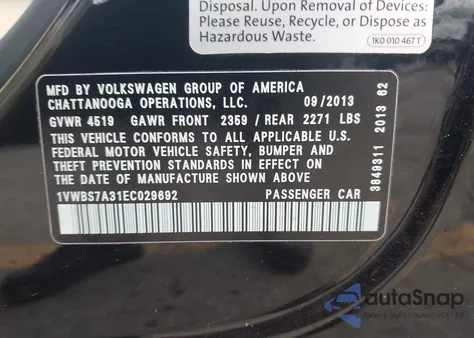 Disposal. Upon Removal of Devices:
Please Reuse, Recycle, or Dispose as
Hazardous Waste.
1K0 010 467 T
MFD BY VOLKSWAGEN GROUP OF AMERICA
CHATTANOOGA OPERATIONS, LLC. 09/2013
GVWR 4519 GAWR FRONT 2359 / REAR 2271 LBS
THIS VEHICLE CONFORMS TO ALL APPLICABLE U.S.
FEDERAL MOTOR VEHICLE SAFETY, BUMPER AND
THEFT PREVENTION STANDARDS IN EFFECT ON
THE DATE OF MANUFACTURE SHOWN ABOVE
1VWBS7A31EC029692 PASSENGER CAR
3849311 2013 62
autoSnap